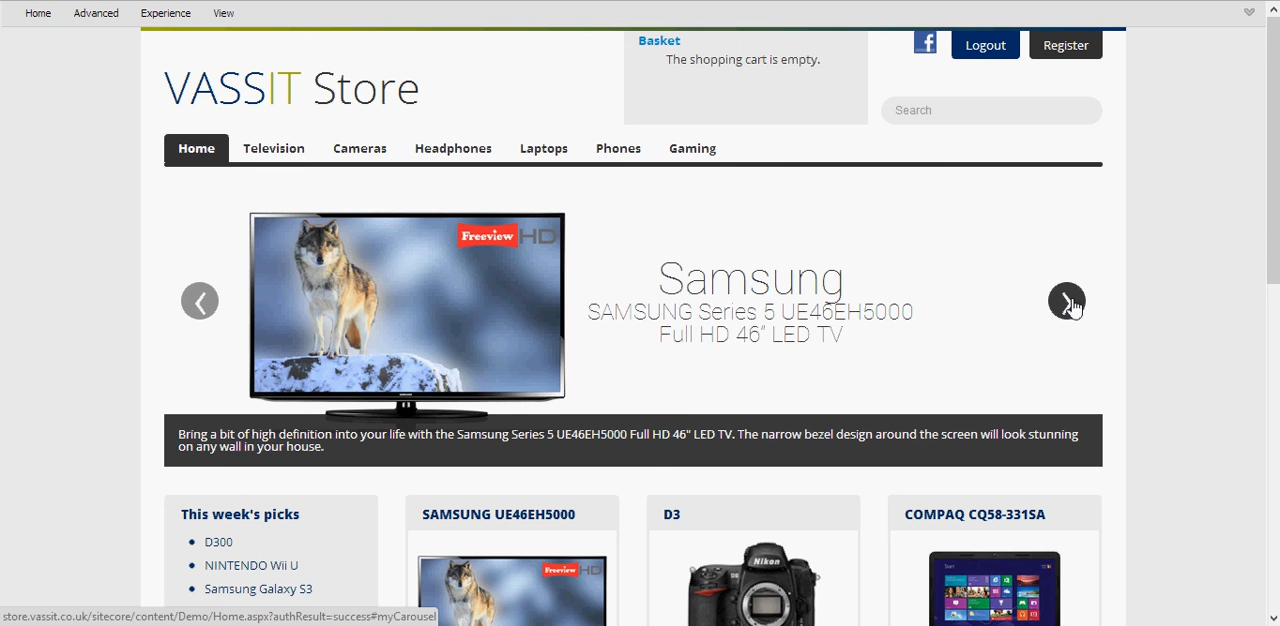 Home Advanced Experience View
Basket
The shopping cart is empty.
Logout
Register
VASSIT Store
Search
Home Television Cameras Headphones Laptops Phones Gaming
Freeview HD
Samsung
SAMSUNG Series 5 UE46EH5000
Full HD 46” LED TV
Bring a bit of high definition into your life with the Samsung Series 5 UE46EH5000 Full HD 46" LED TV. The narrow bezel design around the screen will look stunning
on any wall in your house.
This week's picks
D300
NINTENDO Wii U
Samsung Galaxy S3
SAMSUNG UE46EH5000
Freeview HD
D3
Nikon
COMPAQ CQ58-331SA
store.vassit.co.uk/sitecore/content/Demo/Home.aspx?authResult=success#myCarousel